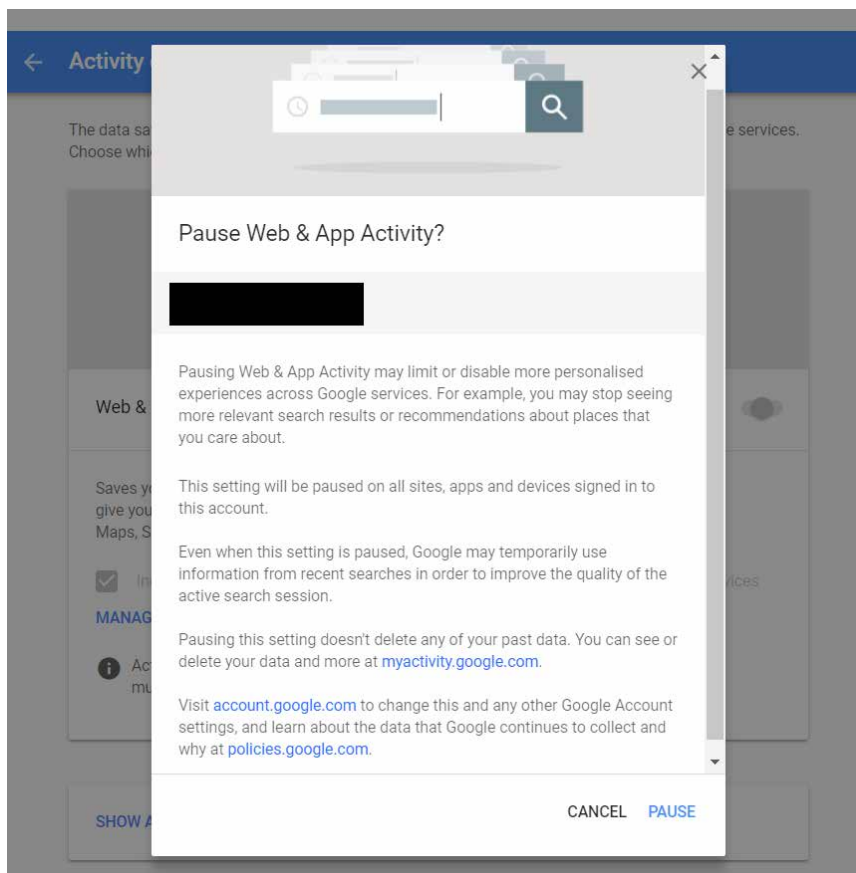 Activity
The data sa
e services.
Choose whi
Pause Web & App Activity?
Pausing Web & App Activity may limit or disable more personalised
experiences across Google services. For example, you may stop seeing
more relevant search results or recommendations about places that
you care about.
Web &
This setting will be paused on all sites, apps and devices signed in to
this account.
Saves yo
give you
Maps, S
Even when this setting is paused, Google may temporarily use
information from recent searches in order to improve the quality of the
active search session.
In
vices
MANAG
Pausing this setting doesn't delete any of your past data. You can see or
delete your data and more at myactivity.google.com.
Ac
mu
Visit account.google.com to change this and any other Google Account
settings, and learn about the data that Google continues to collect and
why at policies.google.com.
CANCEL PAUSE
SHOW A